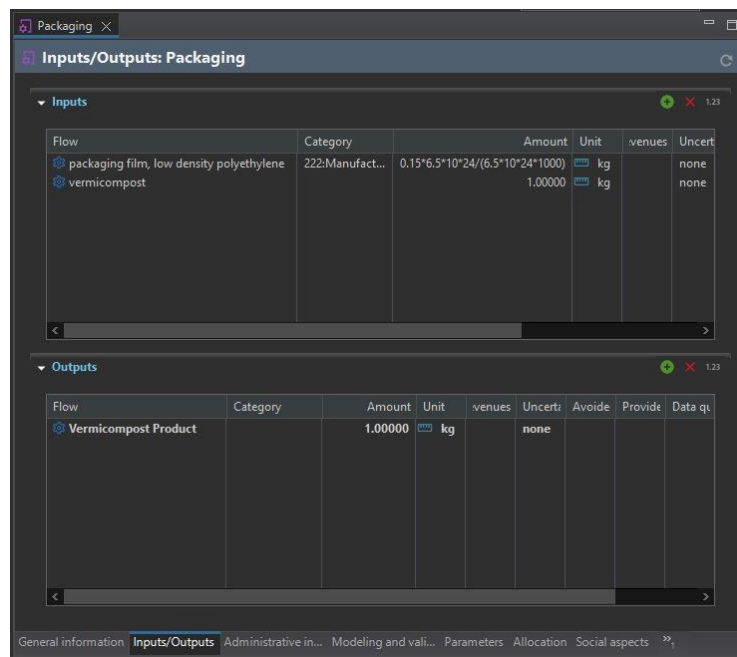 Packaging
Inputs/Outputs: Packaging
Inputs
1.23
Flow Category Amount Unit :venues Uncert
packaging film, low density polyethylene 222:Manufact... 0.15*6.5*10*24/(6.5*10*24*1000) kg none
vermicompost 1.00000 kg none
Outputs
1.23
Flow Category Amount Unit :venues Uncerta Avoide Provide Data qu
Vermicompost Product 1.00000 kg none
General information Inputs/Outputs Administrative in... Modeling and vali... Parameters Allocation Social aspects »1